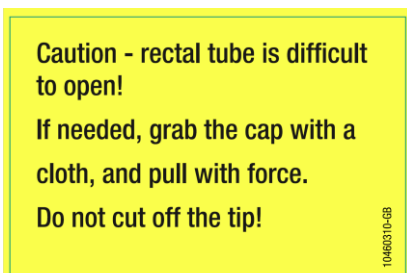 Caution - rectal tube is difficult
to open!
If needed, grab the cap with a
cloth, and pull with force.
Do not cut off the tip!
10460310-GB